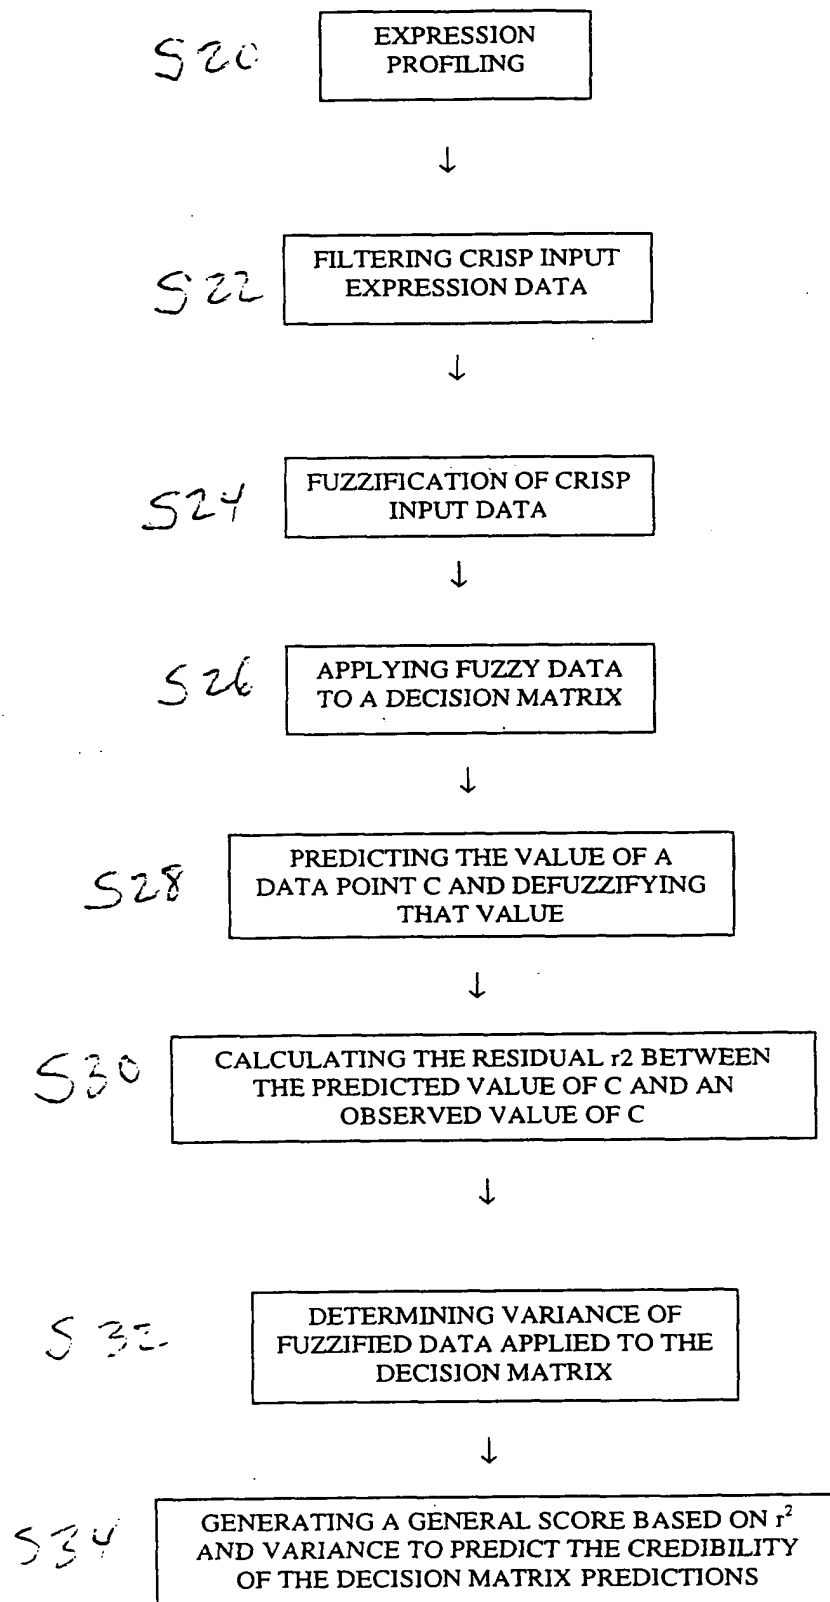 S20
EXPRESSION
PROFILING
↓
S22
FILTERING CRISP INPUT
EXPRESSION DATA
↓
S24
FUZZIFICATION OF CRISP
INPUT DATA
↓
S26
APPLYING FUZZY DATA
TO A DECISION MATRIX
↓
S28
PREDICTING THE VALUE OF A
DATA POINT C AND DEFUZZIFYING
THAT VALUE
↓
S30
CALCULATING THE RESIDUAL r2 BETWEEN
THE PREDICTED VALUE OF C AND AN
OBSERVED VALUE OF C
↓
S32
DETERMINING VARIANCE OF
FUZZIFIED DATA APPLIED TO THE
DECISION MATRIX
↓
S34
GENERATING A GENERAL SCORE BASED ON r²
AND VARIANCE TO PREDICT THE CREDIBILITY
OF THE DECISION MATRIX PREDICTIONS